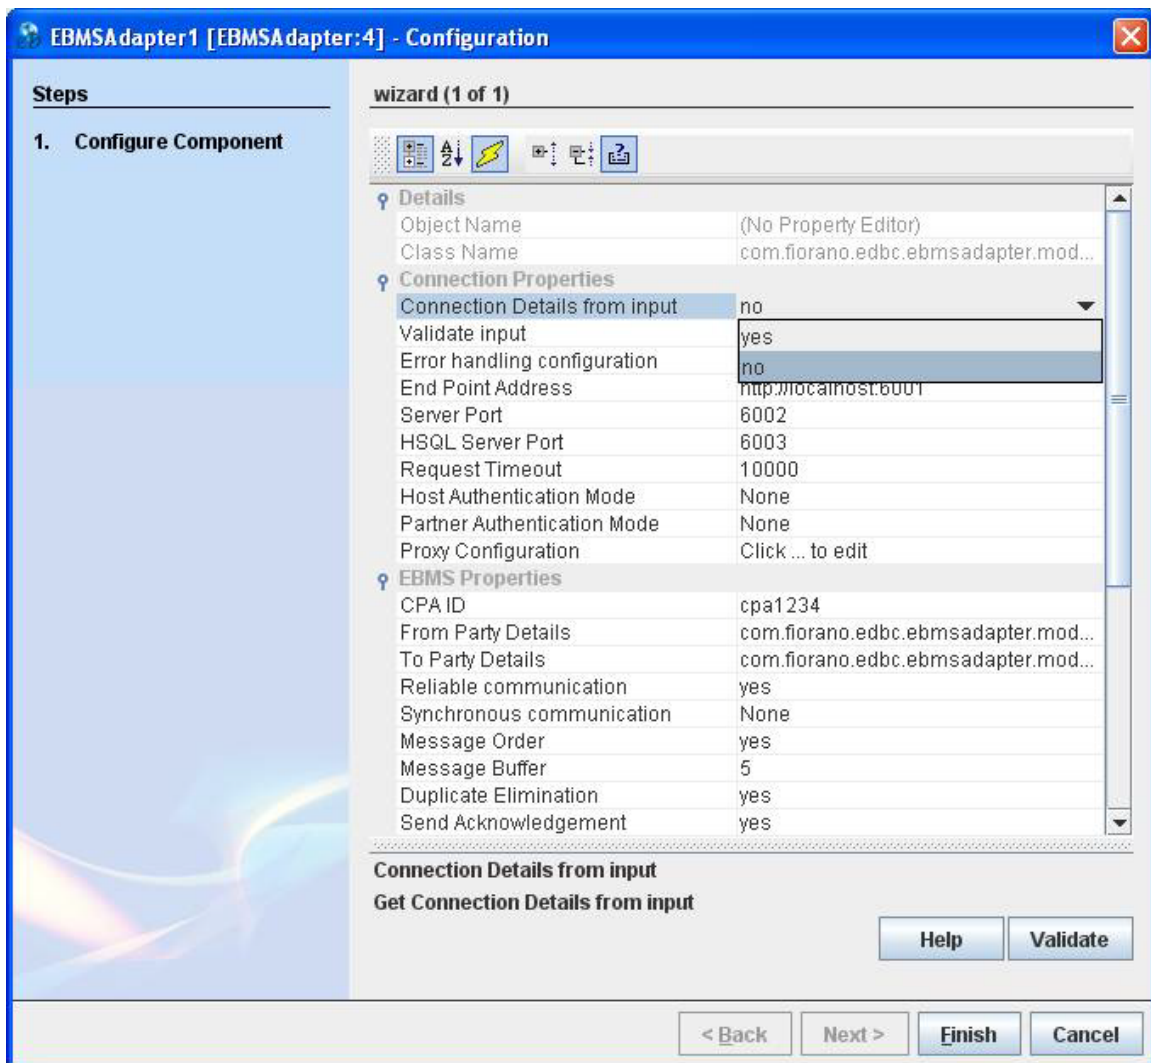 EBMSAdapter1 [EBMSAdapter:4] - Configuration
Steps
1. Configure Component
wizard (1 of 1)
Details
Object Name (No Property Editor)
Class Name com.fiorano.edbc.ebmsadapter.mod...
Connection Properties
Connection Details from input no
Validate input yes
Error handling configuration no
End Point Address http://localhost:6001
Server Port 6002
HSQL Server Port 6003
Request Timeout 10000
Host Authentication Mode None
Partner Authentication Mode None
Proxy Configuration Click ... to edit
EBMS Properties
CPA ID cpa1234
From Party Details com.fiorano.edbc.ebmsadapter.mod...
To Party Details com.fiorano.edbc.ebmsadapter.mod...
Reliable communication yes
Synchronous communication None
Message Order yes
Message Buffer 5
Duplicate Elimination yes
Send Acknowledgement yes
Connection Details from input
Get Connection Details from input
Help Validate
< Back Next > Finish Cancel